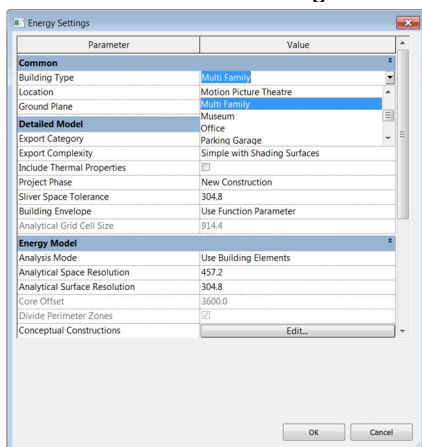 Energy Settings
Parameter Value
Common
Building Type Multi Family
Location Motion Picture Theatre
Multi Family
Ground Plane
Museum
Detailed Model Office
Export Category Parking Garage
Export Complexity Simple with Shading Surfaces
Include Thermal Properties
Project Phase New Construction
Sliver Space Tolerance 304.8
Building Envelope Use Function Parameter
Analytical Grid Cell Size 914.4
Energy Model
Analysis Mode Use Building Elements
Analytical Space Resolution 457.2
Analytical Surface Resolution 304.8
Core Offset 3600.0
Divide Perimeter Zones
Conceptual Constructions Edit...
OK Cancel